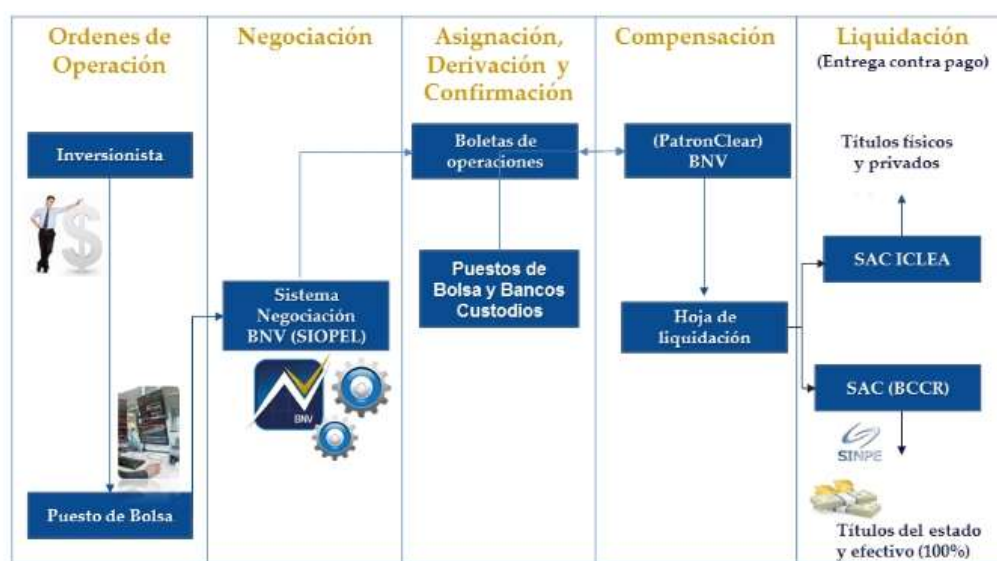 Ordenes de
Operación
Negociación
Asignación,
Derivación y
Confirmación
Compensación
Liquidación
(Entrega contra pago)
Inversionista
Puesto de Bolsa
Sistema
Negociación
BNV (SIOPEL)
BNV
Boletas de
operaciones
Puestos de
Bolsa y Bancos
Custodios
(PatronClear)
BNV
Hoja de
liquidación
Títulos físicos
y privados
SAC ICLEA
SAC (BCCR)
SINPE
Títulos del estado
y efectivo (100%)